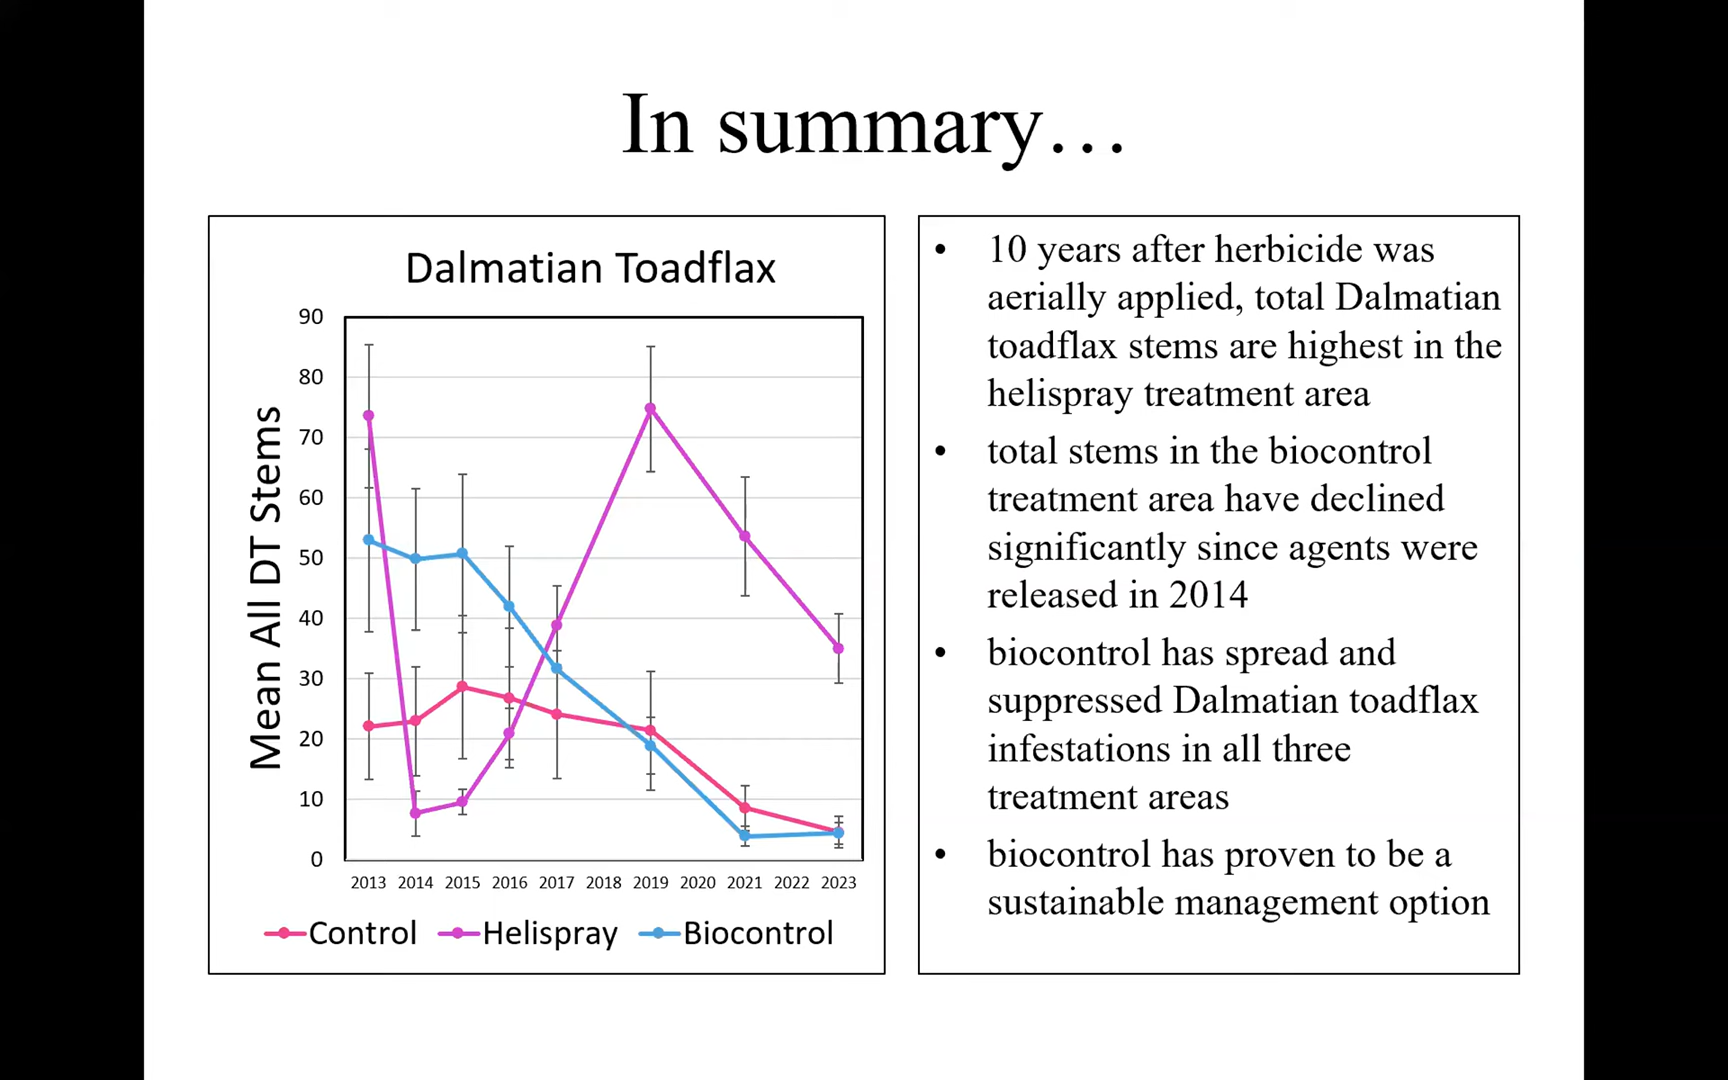 In summary…
Dalmatian Toadflax
90
80
70
60
50
40
30
20
10
0
Mean All DT Stems
2013 2014 2015 2016 2017 2018 2019 2020 2021 2022 2023
Control Helispray Biocontrol
• 10 years after herbicide was
aerially applied, total Dalmatian
toadflax stems are highest in the
helispray treatment area
• total stems in the biocontrol
treatment area have declined
significantly since agents were
released in 2014
• biocontrol has spread and
suppressed Dalmatian toadflax
infestations in all three
treatment areas
• biocontrol has proven to be a
sustainable management option